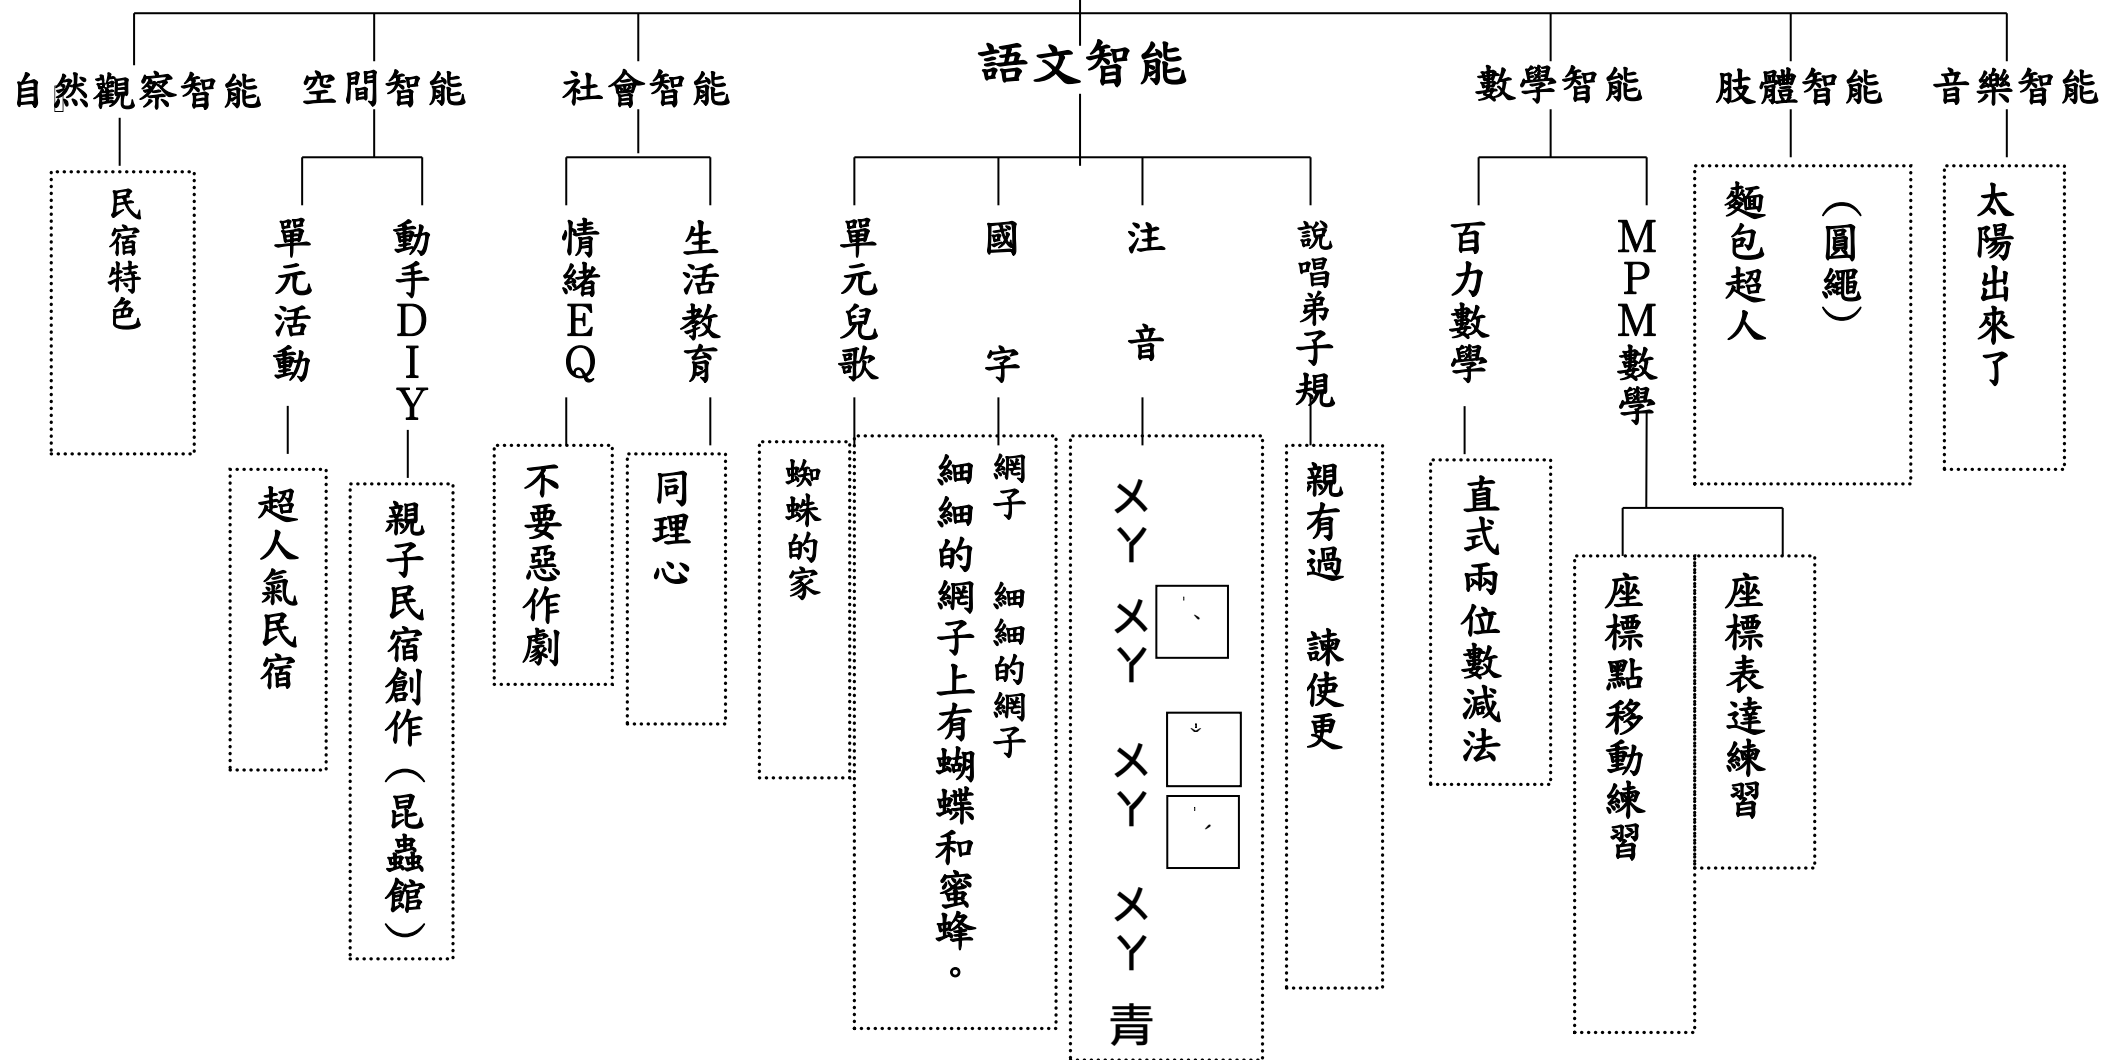 自然觀察智能
空間智能
社會智能
語文智能
數學智能
肢體智能
音樂智能
民宿特色
單元活動
超人氣民宿
動手DIY
親子民宿創作（昆蟲館）
情緒EQ
不要惡作劇
生活教育
同理心
單元兒歌
蜘蛛的家
國字
網子 細細的網子
細細的網子上有蝴蝶和蜜蜂。
注音
ㄨㄚ
ㄨㄚˋ
ㄨㄚˇ
ㄨㄚˊ
青
說唱弟子規
親有過 諫使更
百力數學
直式兩位數減法
MPM數學
座標點移動練習
座標表達練習
（圓繩）
麵包超人
太陽出來了